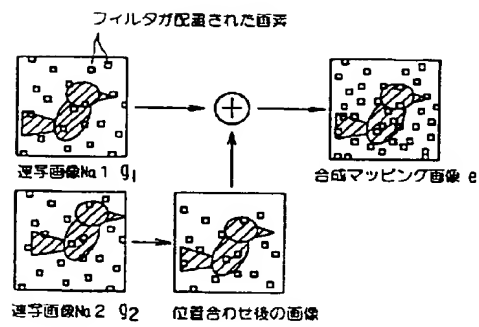 フィルタが配置された画素
連写画像No.1 g1
合成マッピング画像 e
連写画像No.2 g2
位置合わせ後の画像